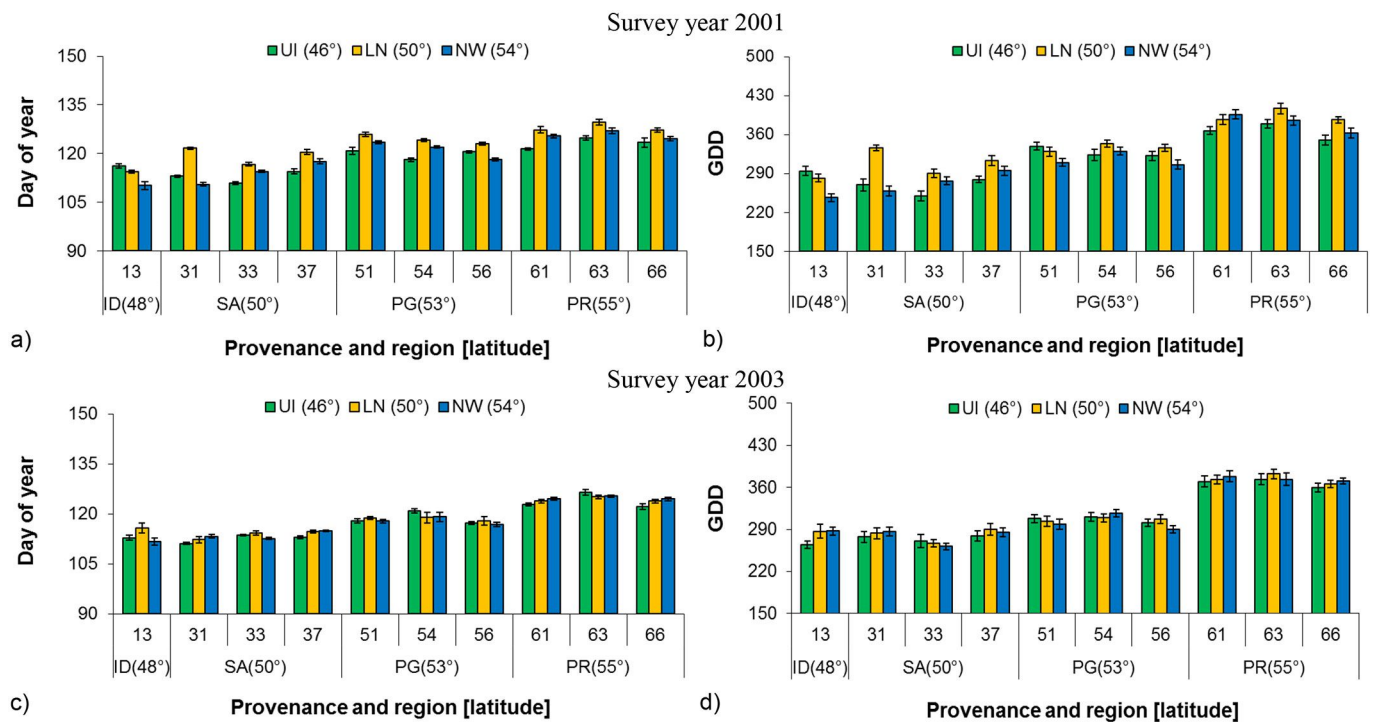 Survey year 2001
UI (46°) LN (50°) NW (54°)
150
135
120
105
90
Day of year
13 31 33 37 51 54 56 61 63 66
ID(48°) SA(50°) PG(53°) PR(55°)
a)
Provenance and region [latitude]
UI (46°) LN (50°) NW (54°)
500
430
360
290
220
150
GDD
13 31 33 37 51 54 56 61 63 66
ID(48°) SA(50°) PG(53°) PR(55°)
b)
Provenance and region [latitude]
Survey year 2003
UI (46°) LN (50°) NW (54°)
150
135
120
105
90
Day of year
13 31 33 37 51 54 56 61 63 66
ID(48°) SA(50°) PG(53°) PR(55°)
c)
Provenance and region [latitude]
UI (46°) LN (50°) NW (54°)
500
430
360
290
220
150
GDD
13 31 33 37 51 54 56 61 63 66
ID(48°) SA(50°) PG(53°) PR(55°)
d)
Provenance and region [latitude]